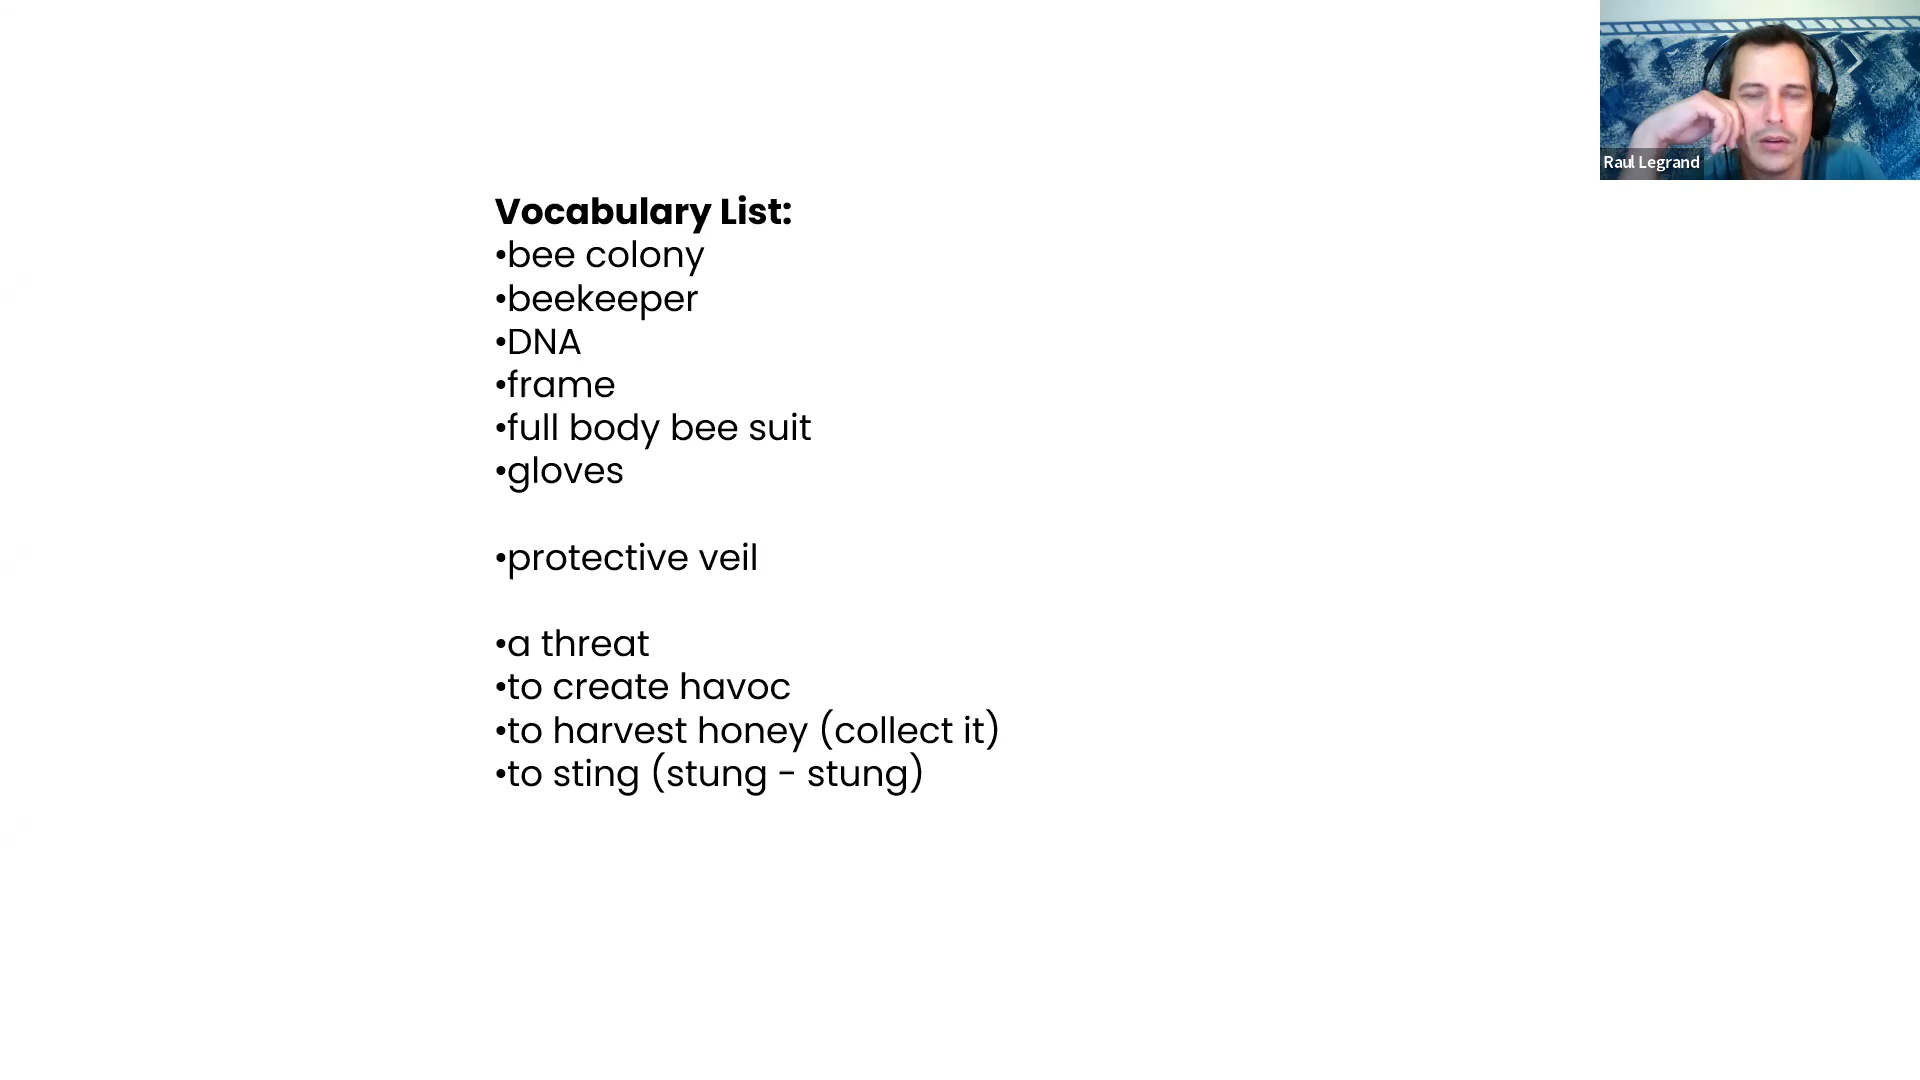 Raul Legrand
Vocabulary List:
•bee colony
•beekeeper
•DNA
•frame
•full body bee suit
•gloves
•protective veil
•a threat
•to create havoc
•to harvest honey (collect it)
•to sting (stung - stung)